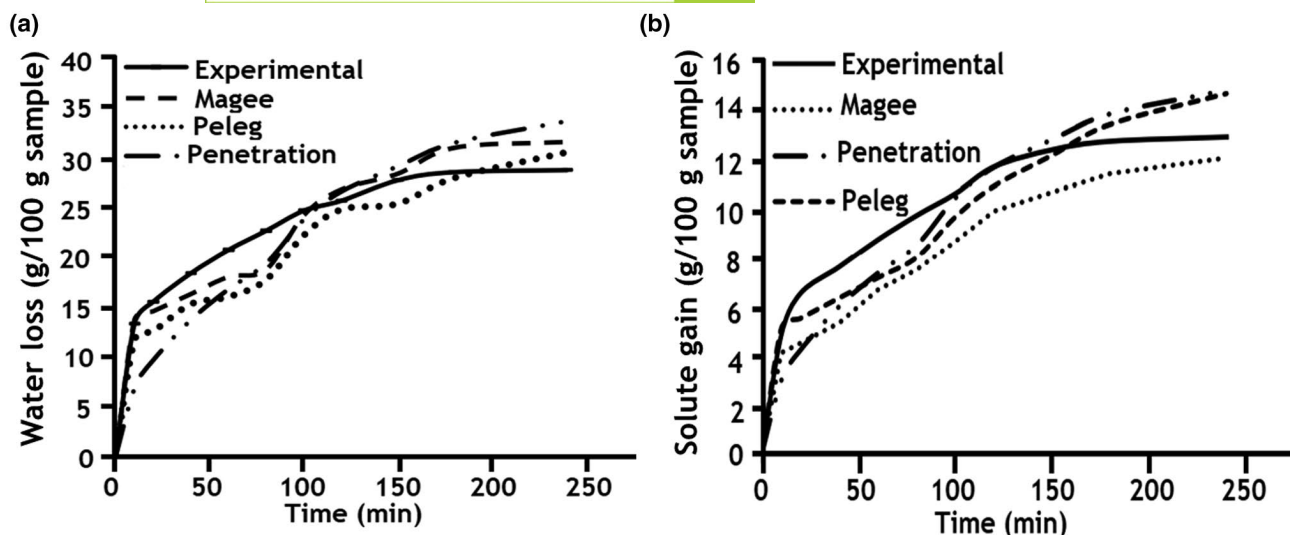 (a)
Water loss (g/100 g sample)
40
35
30
25
20
15
10
5
0
Experimental
Magee
Peleg
Penetration
0 50 100 150 200 250
Time (min)
(b)
Solute gain (g/100 g sample)
16
14
12
10
8
6
4
2
0
Experimental
Magee
Penetration
Peleg
0 50 100 150 200 250
Time (min)